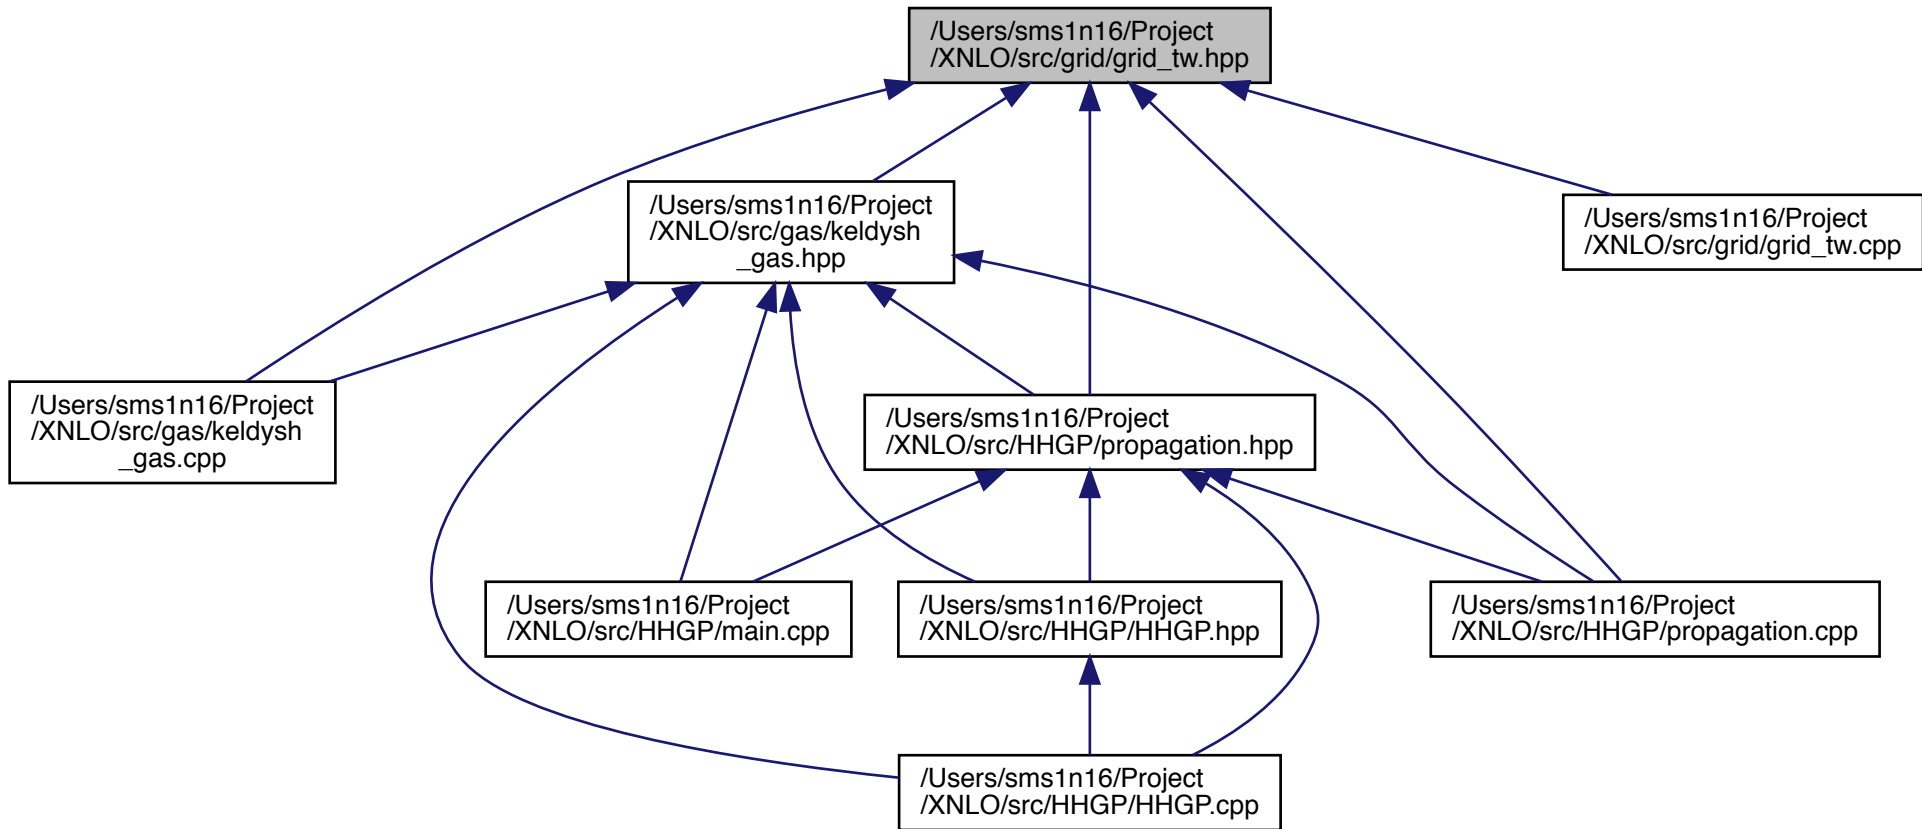 /Users/sms1n16/Project
/XNLO/src/grid/grid_tw.hpp
/Users/sms1n16/Project
/XNLO/src/gas/keldysh
_gas.hpp
/Users/sms1n16/Project
/XNLO/src/grid/grid_tw.cpp
/Users/sms1n16/Project
/XNLO/src/gas/keldysh
_gas.cpp
/Users/sms1n16/Project
/XNLO/src/HHGP/propagation.hpp
/Users/sms1n16/Project
/XNLO/src/HHGP/main.cpp
/Users/sms1n16/Project
/XNLO/src/HHGP/HHGP.hpp
/Users/sms1n16/Project
/XNLO/src/HHGP/propagation.cpp
/Users/sms1n16/Project
/XNLO/src/HHGP/HHGP.cpp